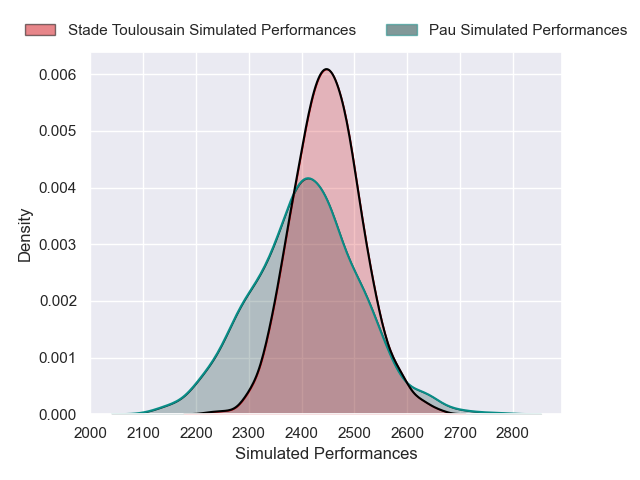 Stade Toulousain Simulated Performances Pau Simulated Performances
0.006
0.005
0.004
0.003
0.002
0.001
0.000
Density
2000 2100 2200 2300 2400 2500 2600 2700 2800
Simulated Performances